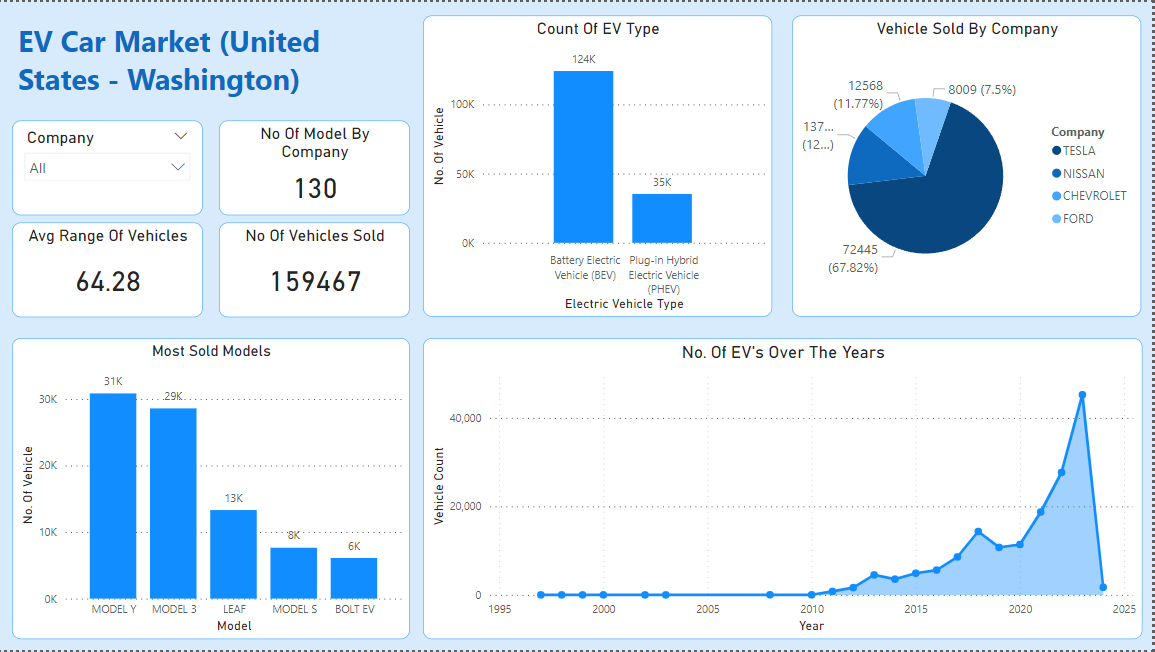 EV Car Market (United
States - Washington)
Company
All
No Of Model By
Company
130
Avg Range Of Vehicles
64.28
No Of Vehicles Sold
159467
Count Of EV Type
No. Of Vehicle
100K
50K
0K
124K
35K
Battery Electric
Vehicle (BEV)
Plug-in Hybrid
Electric Vehicle
(PHEV)
Electric Vehicle Type
Vehicle Sold By Company
12568
(11.77%)
8009 (7.5%)
137...
(12...)
72445
(67.82%)
Company
TESLA
NISSAN
CHEVROLET
FORD
Most Sold Models
No. Of Vehicle
30K
20K
10K
0K
31K
29K
13K
8K
6K
MODEL Y
MODEL 3
LEAF
MODEL S
BOLT EV
Model
No. Of EV's Over The Years
Vehicle Count
40,000
20,000
0
1995
2000
2005
2010
2015
2020
2025
Year